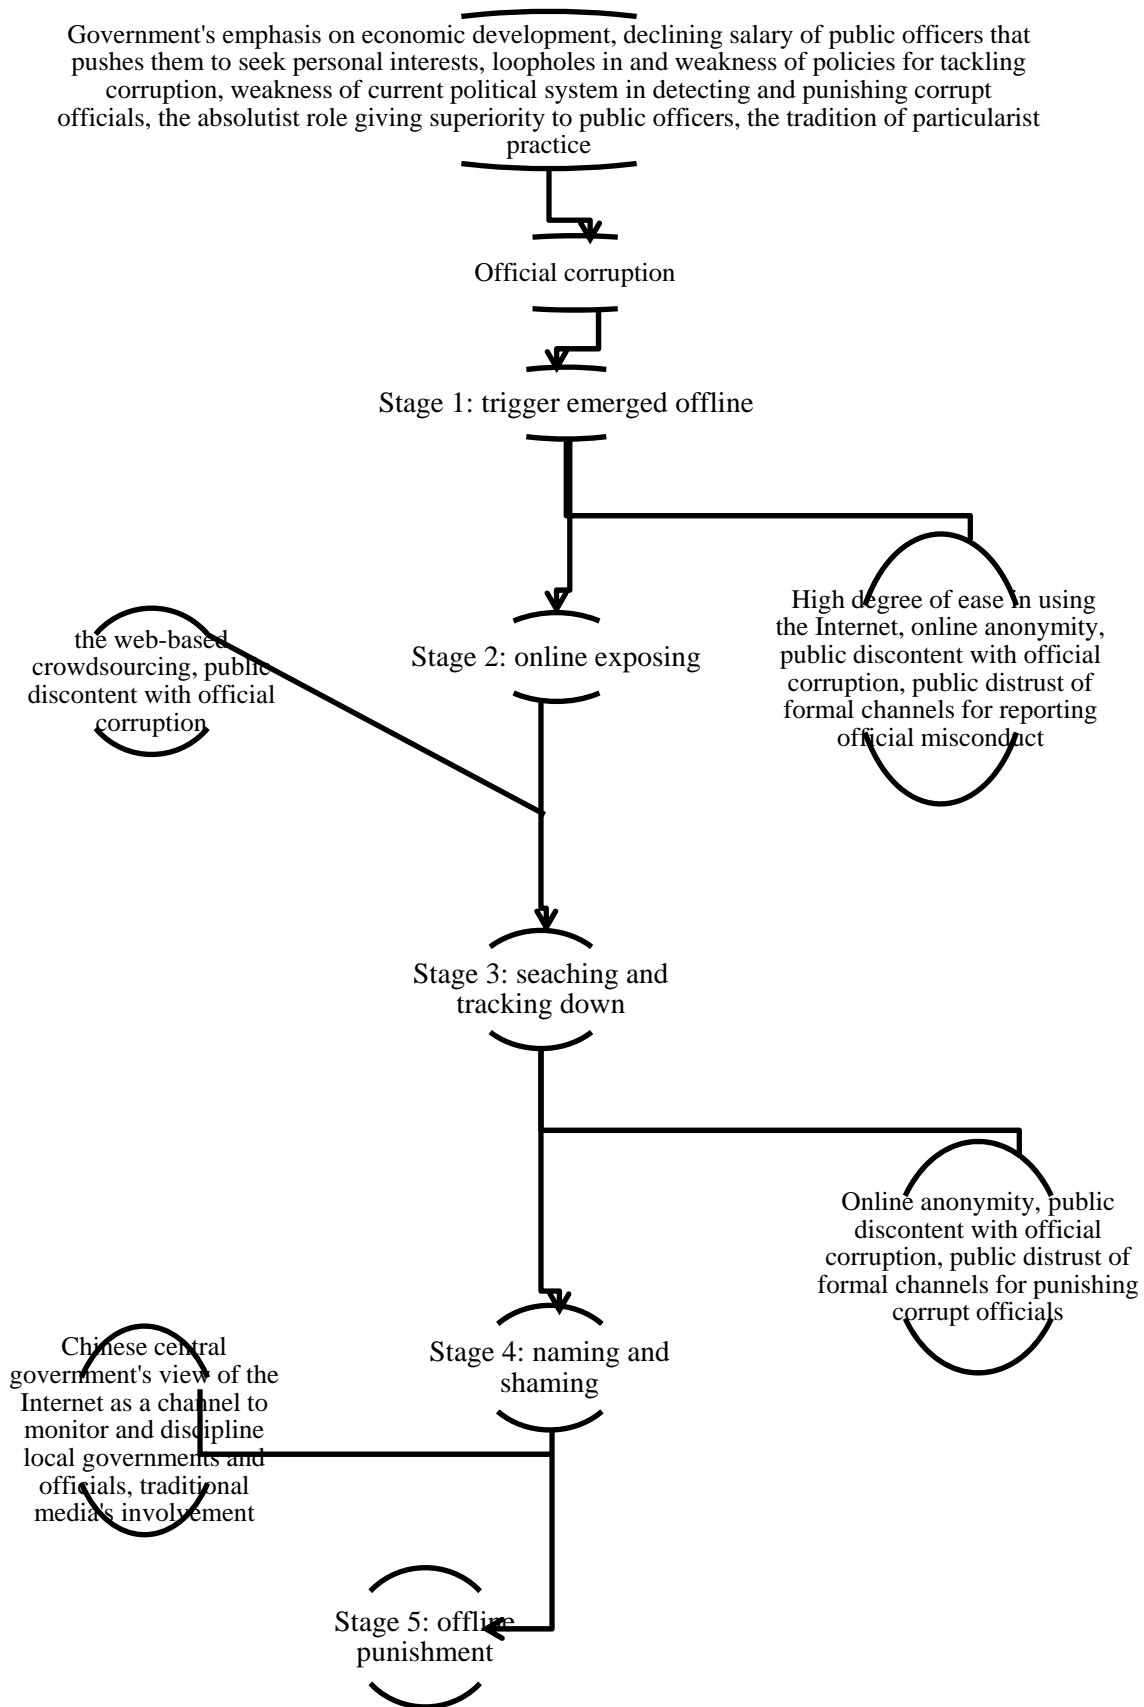 Government's emphasis on economic development, declining salary of public officers that
pushes them to seek personal interests, loopholes in and weakness of policies for tackling
corruption, weakness of current political system in detecting and punishing corrupt
officials, the absolutist role giving superiority to public officers, the tradition of particularist
practice
Official corruption
Stage 1: trigger emerged offline
High degree of ease in using
the Internet, online anonymity,
public discontent with official
corruption, public distrust of
formal channels for reporting
official misconduct
Stage 2: online exposing
the web-based
crowdsourcing, public
discontent with official
corruption
Stage 3: seaching and
tracking down
Online anonymity, public
discontent with official
corruption, public distrust of
formal channels for punishing
corrupt officials
Stage 4: naming and
shaming
Chinese central
government's view of the
Internet as a channel to
monitor and discipline
local governments and
officials, traditional
media's involvement
Stage 5: offline
punishment